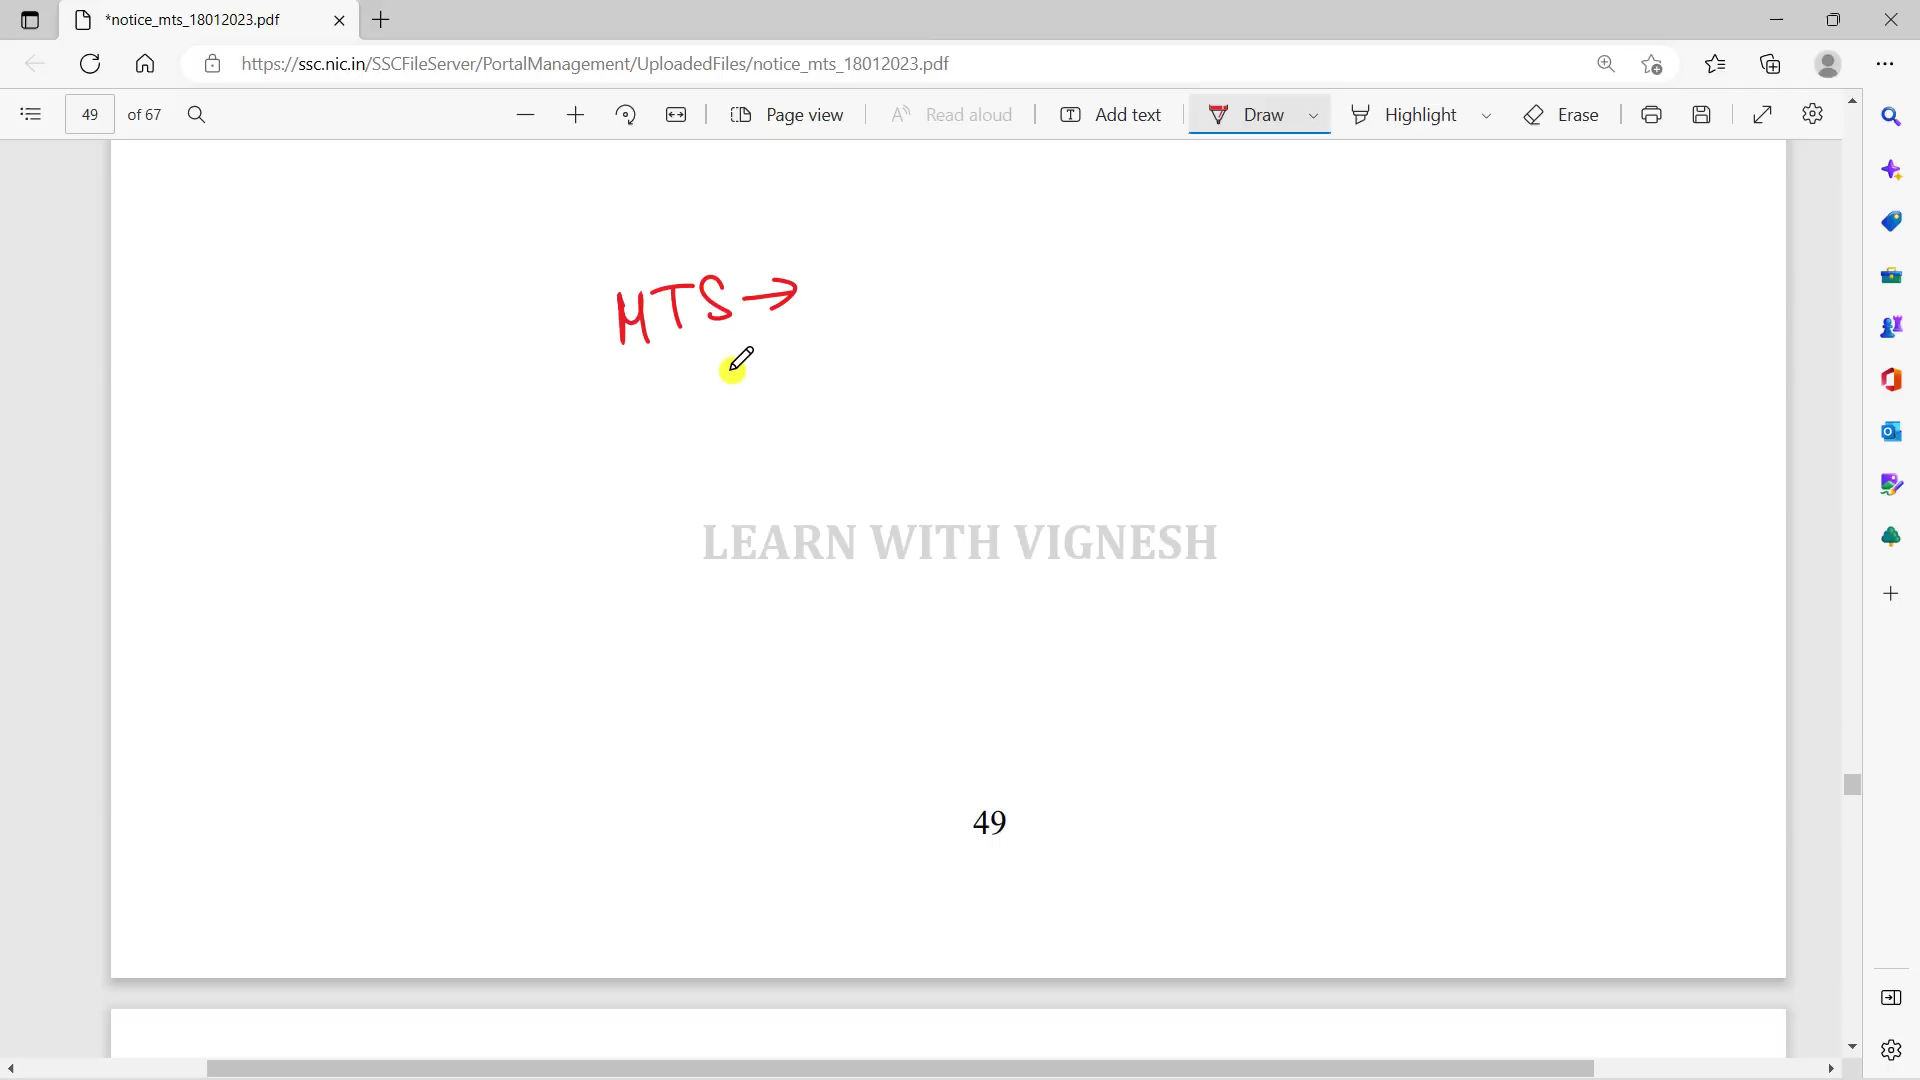 *notice_mts_18012023.pdf
https://ssc.nic.in/SSCFileServer/PortalManagement/UploadedFiles/notice_mts_18012023.pdf
49 of 67 Page view Read aloud Add text Draw Highlight Erase
MTS →
LEARN WITH VIGNESH
49